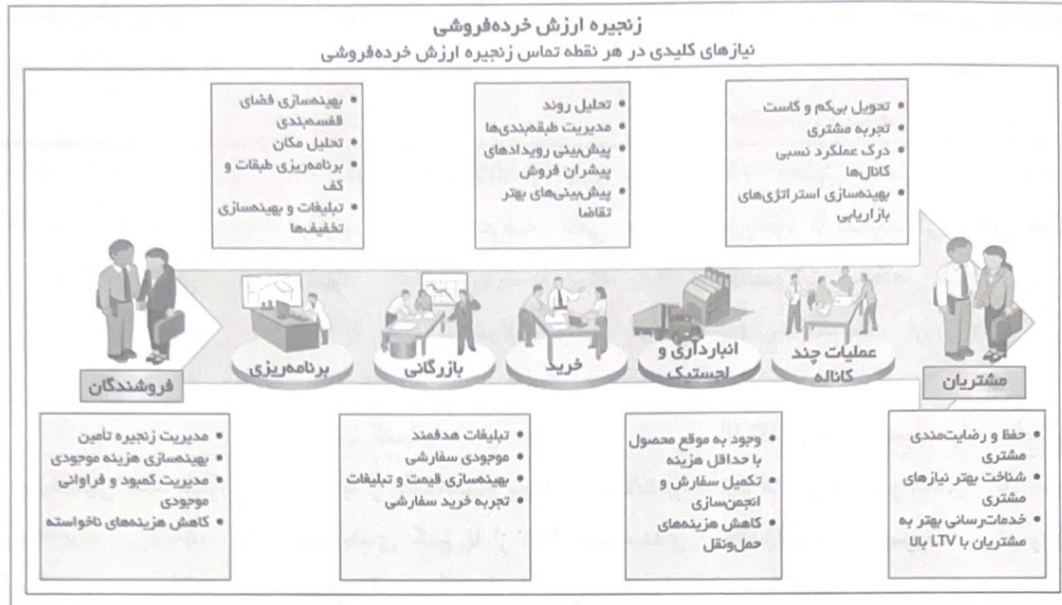 زنجیره ارزش خرده‌فروشی
نیازهای کلیدی در هر نقطه تماس زنجیره ارزش خرده‌فروشی
• تحویل بی‌کم و کاست
• تجربه مشتری
• درک عملکرد نسبی
کانال‌ها
• بهینه‌سازی استراتژی‌های
بازاریابی
• تحلیل روند
• مدیریت طبقه‌بندی‌ها
• پیش‌بینی رویدادهای
پیشران فروش
• پیش‌بینی‌های بهتر
تقاضا
• بهینه‌سازی فضای
قفسه‌بندی
• تحلیل مکان
• برنامه‌ریزی طبقات و
کف
• تبلیغات و بهینه‌سازی
تخفیف‌ها
مشتریان
عملیات چند
کاناله
انبارداری و
لجستیک
خرید
بازرگانی
برنامه‌ریزی
فروشندگان
• حفظ و رضایت‌مندی
مشتری
• شناخت بهتر نیازهای
مشتری
• خدمات‌رسانی بهتر به
مشتریان با LTV بالا
• وجود به موقع محصول
با حداقل هزینه
• تکمیل سفارش و
انجمن‌سازی
• کاهش هزینه‌های
حمل‌ونقل
• تبلیغات هدفمند
• موجودی سفارشی
• بهینه‌سازی قیمت و تبلیغات
• تجربه خرید سفارشی
• مدیریت زنجیره تأمین
• بهینه‌سازی هزینه موجودی
• مدیریت کمبود و فراوانی
موجودی
• کاهش هزینه‌های ناخواسته